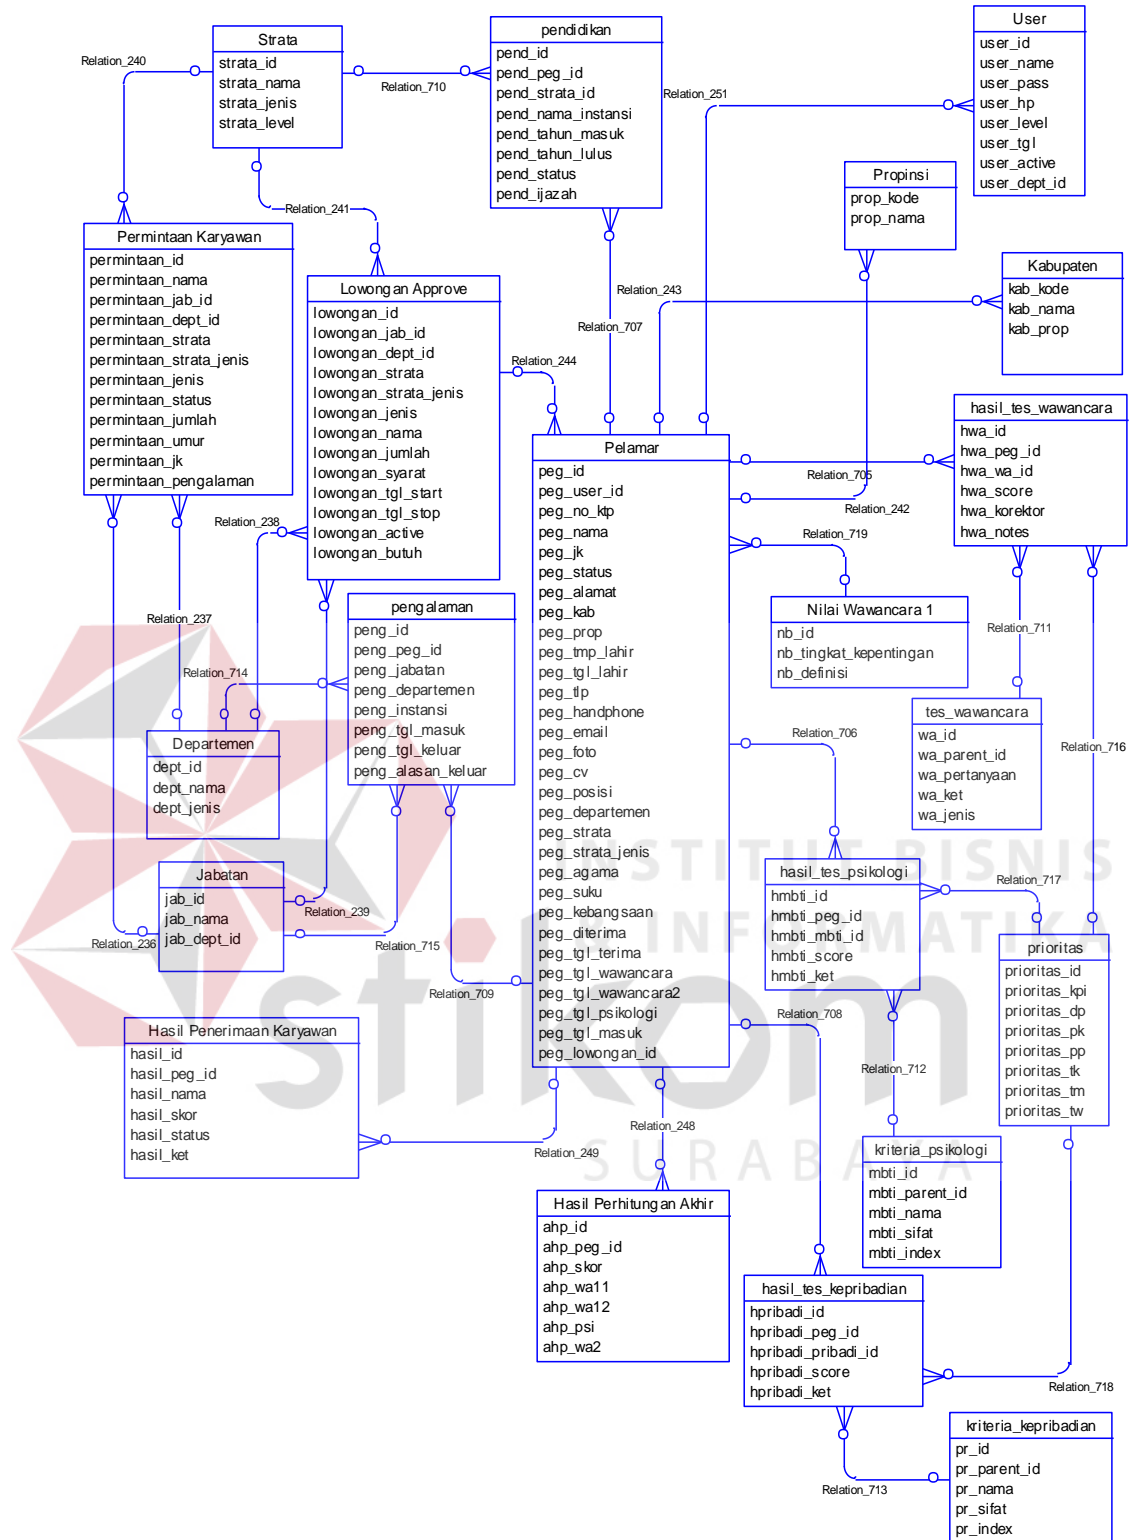 Strata
strata_id
strata_nama
strata_jenis
strata_level
pendidikan
pend_id
pend_peg_id
pend_strata_id
pend_nama_instansi
pend_tahun_masuk
pend_tahun_lulus
pend_status
pend_ijazah
User
user_id
user_name
user_pass
user_hp
user_level
user_tgl
user_active
user_dept_id
Relation_240
Relation_710
Relation_251
Propinsi
prop_kode
prop_nama
Relation_241
Permintaan Karyawan
permintaan_id
permintaan_nama
permintaan_jab_id
permintaan_dept_id
permintaan_strata
permintaan_strata_jenis
permintaan_jenis
permintaan_status
permintaan_jumlah
permintaan_umur
permintaan_jk
permintaan_pengalaman
Lowongan Approve
lowongan_id
lowongan_jab_id
lowongan_dept_id
lowongan_strata
lowongan_strata_jenis
lowongan_jenis
lowongan_nama
lowongan_jumlah
lowongan_syarat
lowongan_tgl_start
lowongan_tgl_stop
lowongan_active
lowongan_butuh
Kabupaten
kab_kode
kab_nama
kab_prop
Relation_243
Relation_707
Relation_244
hasil_tes_wawancara
hwa_id
hwa_peg_id
hwa_wa_id
hwa_score
hwa_korektor
hwa_notes
Pelamar
peg_id
peg_user_id
peg_no_ktp
peg_nama
peg_jk
peg_status
peg_alamat
peg_kab
peg_prop
peg_tmp_lahir
peg_tgl_lahir
peg_tlp
peg_handphone
peg_email
peg_foto
peg_cv
peg_posisi
peg_departemen
peg_strata
peg_strata_jenis
peg_agama
peg_suku
peg_kebangsaan
peg_diterima
peg_tgl_terima
peg_tgl_wawancara
peg_tgl_wawancara2
peg_tgl_psikologi
peg_tgl_masuk
peg_lowongan_id
Relation_705
Relation_242
Relation_238
Relation_719
Nilai Wawancara 1
nb_id
nb_tingkat_kepentingan
nb_definisi
Relation_237
Relation_711
pengalaman
peng_id
peng_peg_id
peng_jabatan
peng_departemen
peng_instansi
peng_tgl_masuk
peng_tgl_keluar
peng_alasan_keluar
Relation_714
tes_wawancara
wa_id
wa_parent_id
wa_pertanyaan
wa_ket
wa_jenis
Relation_706
Relation_716
Departemen
dept_id
dept_nama
dept_jenis
INSTITUT BISNIS
& INFORMATIKA
stikom
SURABAYA
Jabatan
jab_id
jab_nama
jab_dept_id
Relation_239
Relation_236
Relation_715
hasil_tes_psikologi
hmbti_id
hmbti_peg_id
hmbti_mbti_id
hmbti_score
hmbti_ket
Relation_717
prioritas
prioritas_id
prioritas_kpi
prioritas_dp
prioritas_pk
prioritas_pp
prioritas_tk
prioritas_tm
prioritas_tw
Relation_709
Relation_708
Hasil Penerimaan Karyawan
hasil_id
hasil_peg_id
hasil_nama
hasil_skor
hasil_status
hasil_ket
Relation_712
Relation_248
Relation_249
kriteria_psikologi
mbti_id
mbti_parent_id
mbti_nama
mbti_sifat
mbti_index
Hasil Perhitungan Akhir
ahp_id
ahp_peg_id
ahp_skor
ahp_wa11
ahp_wa12
ahp_psi
ahp_wa2
hasil_tes_kepribadian
hpribadi_id
hpribadi_peg_id
hpribadi_pribadi_id
hpribadi_score
hpribadi_ket
Relation_718
kriteria_kepribadian
pr_id
pr_parent_id
pr_nama
pr_sifat
pr_index
Relation_713